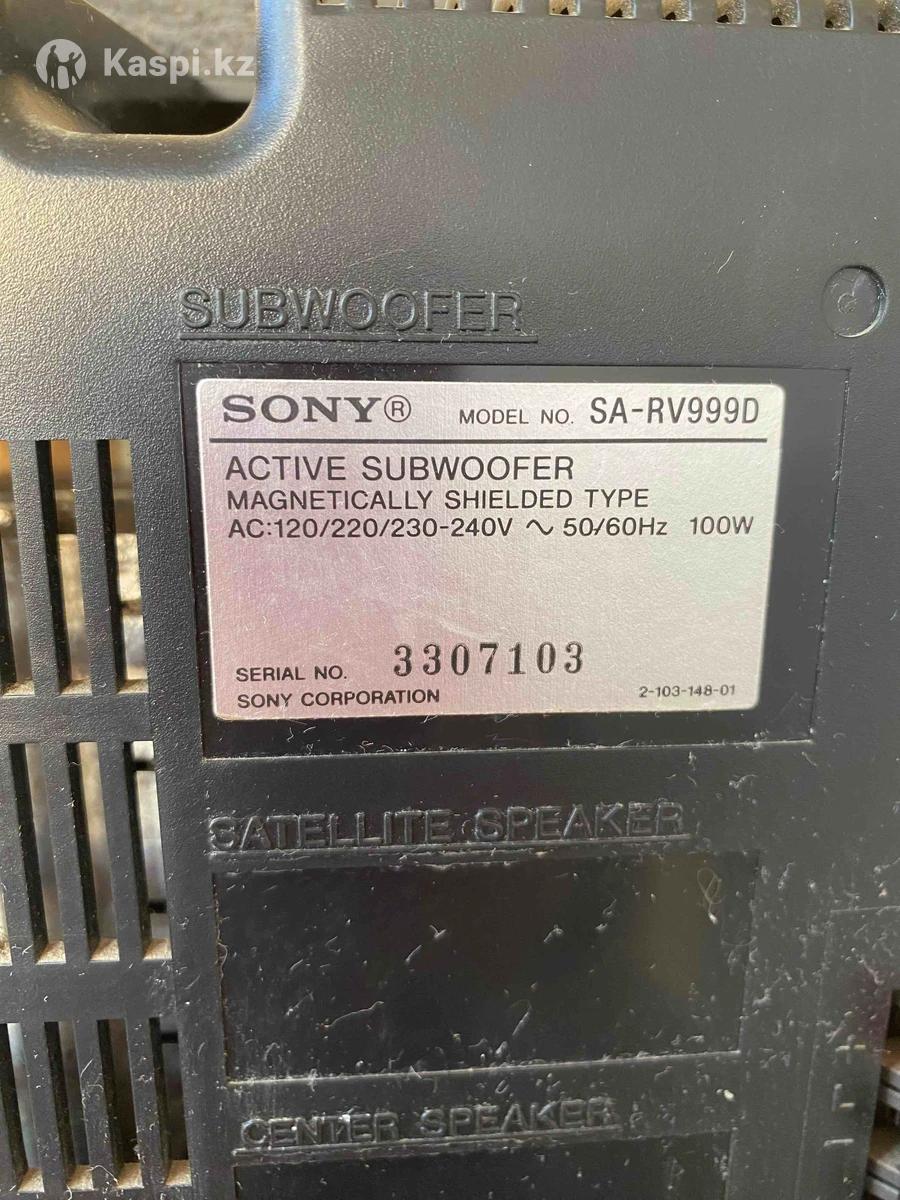 Kaspi.kz
SUBWOOFER
SONY® MODEL NO. SA-RV999D
ACTIVE SUBWOOFER
MAGNETICALLY SHIELDED TYPE
AC:120/220/230-240V ~ 50/60Hz 100W
SERIAL NO. 3307103
SONY CORPORATION 2-103-148-01
SATELLITE SPEAKER
CENTER SPEAKER